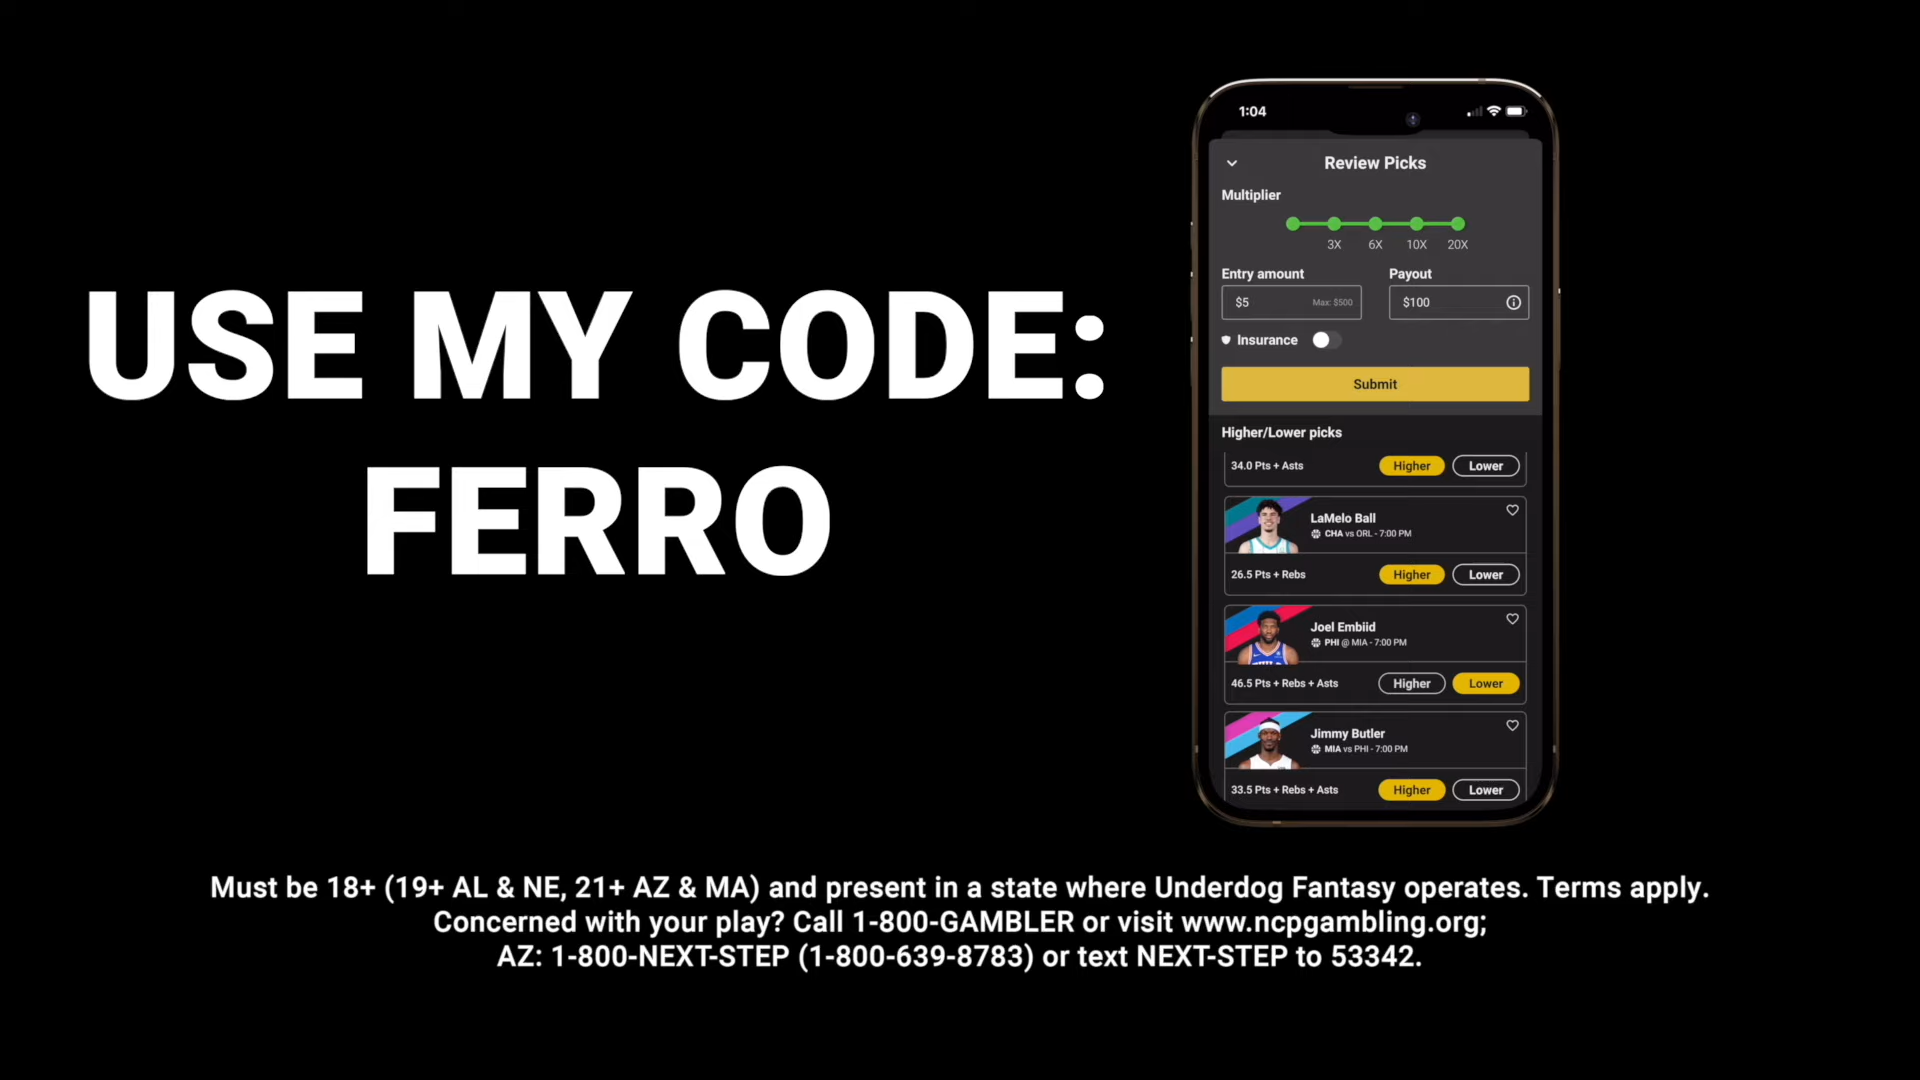 USE MY CODE:
FERRO
1:04
Review Picks
Multiplier
3X 6X 10X 20X
Entry amount Payout
$5 Max: $500 $100
Insurance
Submit
Higher/Lower picks
34.0 Pts + Asts Higher Lower
LaMelo Ball
CHA vs ORL - 7:00 PM
26.5 Pts + Rebs Higher Lower
Joel Embiid
PHI @ MIA - 7:00 PM
46.5 Pts + Rebs + Asts Higher Lower
Jimmy Butler
MIA vs PHI - 7:00 PM
33.5 Pts + Rebs + Asts Higher Lower
Must be 18+ (19+ AL & NE, 21+ AZ & MA) and present in a state where Underdog Fantasy operates. Terms apply.
Concerned with your play? Call 1-800-GAMBLER or visit www.ncpgambling.org;
AZ: 1-800-NEXT-STEP (1-800-639-8783) or text NEXT-STEP to 53342.